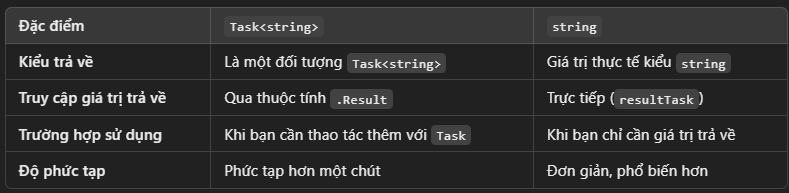 Đặc điểm Task<string> string
Kiểu trả về Là một đối tượng Task<string> Giá trị thực tế kiểu string
Truy cập giá trị trả về Qua thuộc tính .Result Trực tiếp (resultTask)
Trường hợp sử dụng Khi bạn cần thao tác thêm với Task Khi bạn chỉ cần giá trị trả về
Độ phức tạp Phức tạp hơn một chút Đơn giản, phổ biến hơn